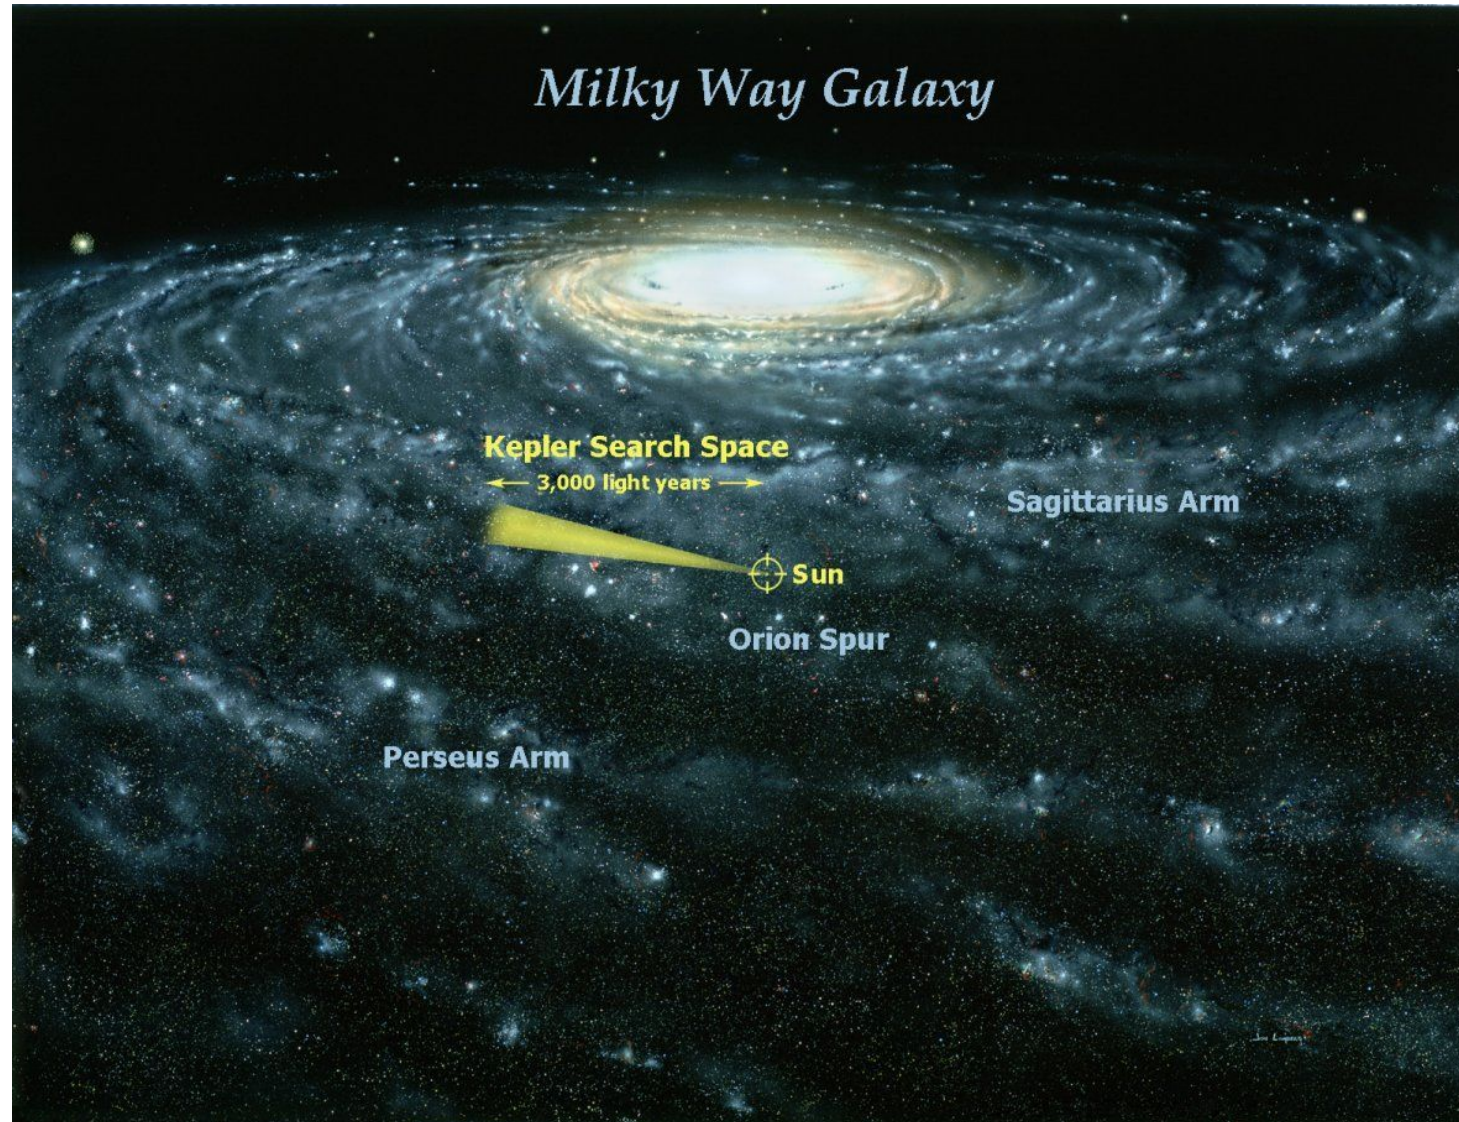 Milky Way Galaxy
Kepler Search Space
3,000 light years
Sagittarius Arm
Sun
Orion Spur
Perseus Arm